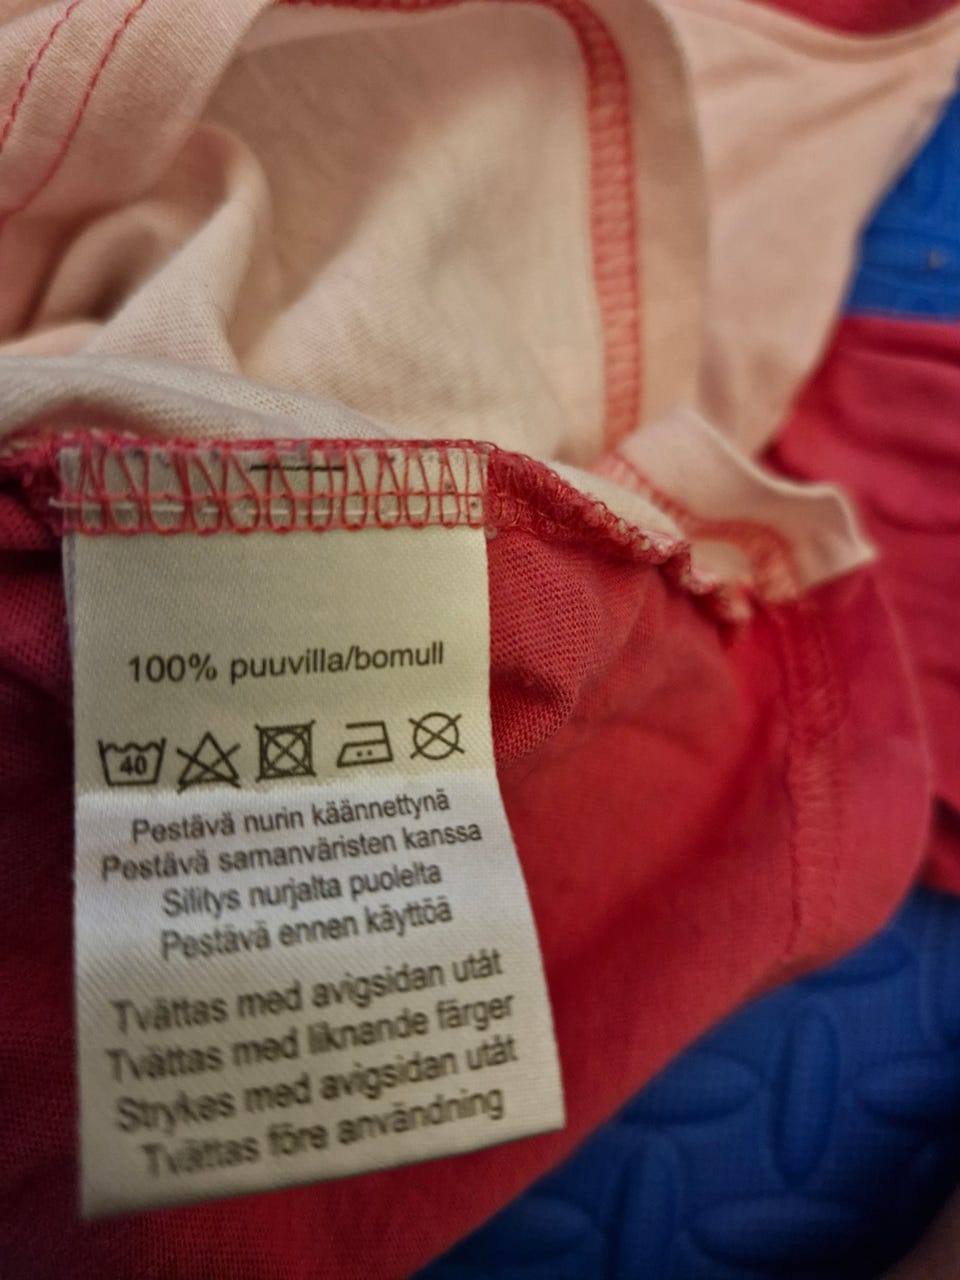 100% puuvilla/bomull
40
Pestävä nurin käännettynä
Pestävä samanväristen kanssa
Silitys nurjalta puolelta
Pestävä ennen käyttöä
Tvättas med avigsidan utåt
Tvättas med liknande färger
Strykes med avigsidan utåt
Tvättas före användning